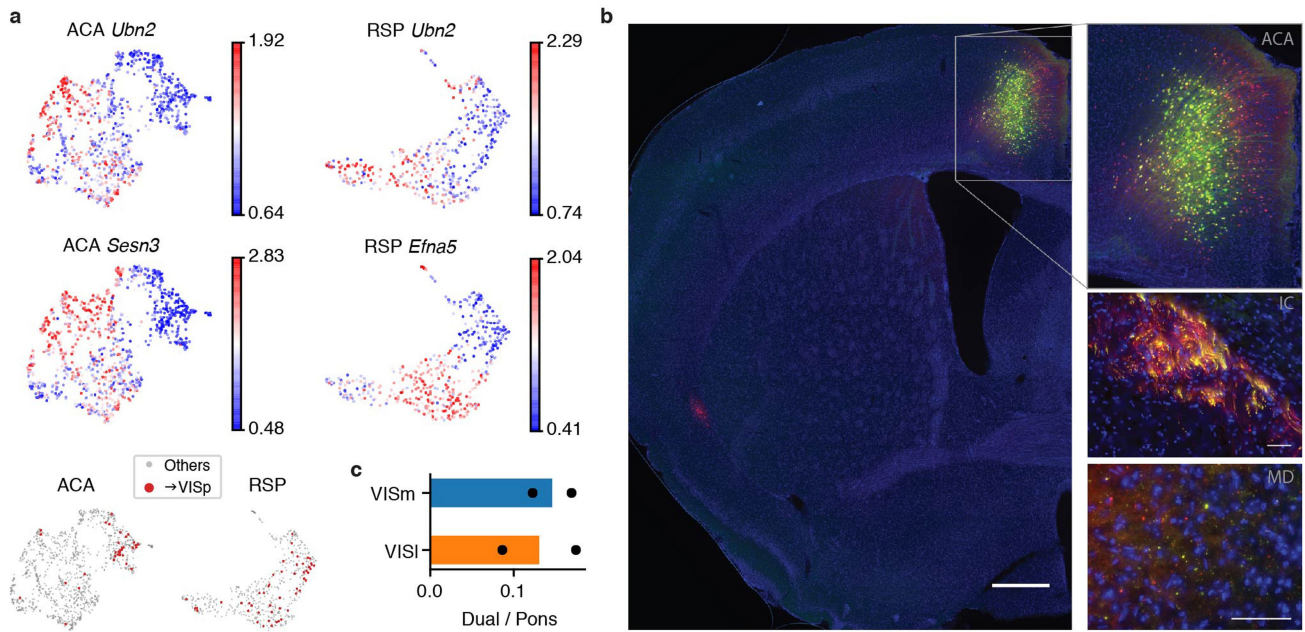 a
ACA Ubn2
1.92
0.64
RSP Ubn2
2.29
0.74
ACA Sesn3
2.83
0.48
RSP Efna5
2.04
0.41
Others
→VISp
ACA
RSP
c
VISm
VISl
0.0
0.1
Dual / Pons
b
ACA
IC
MD